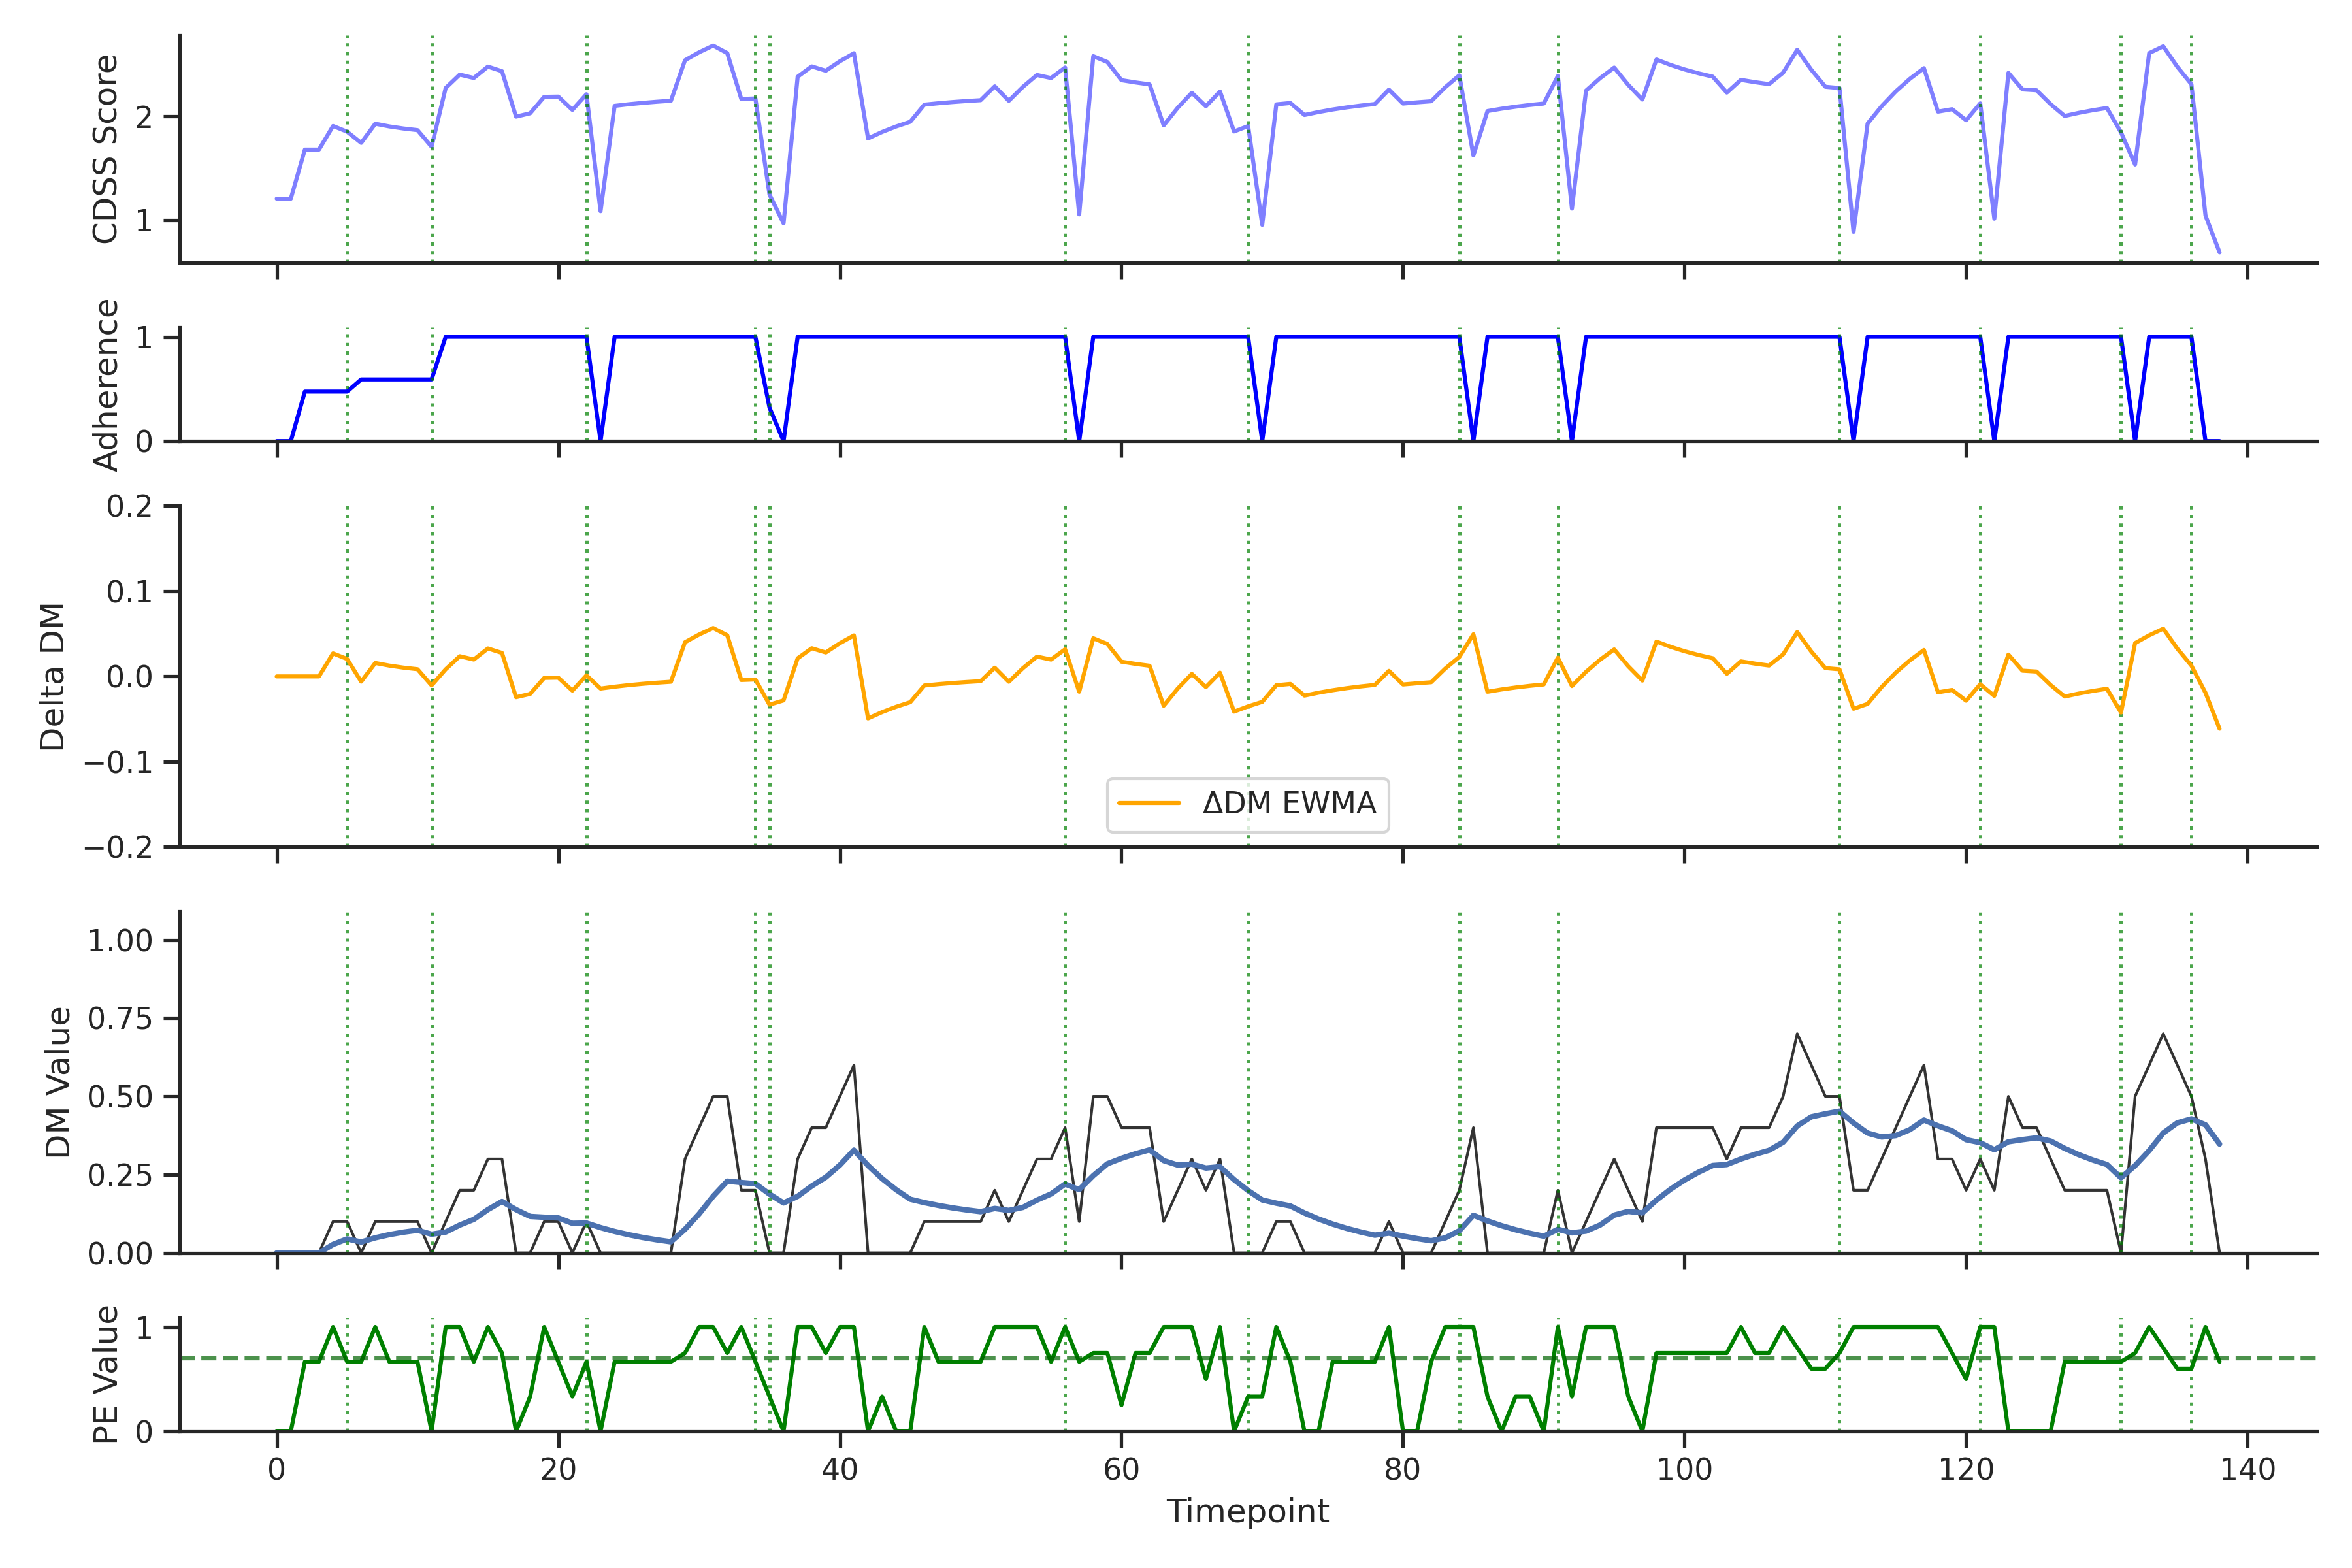 CDSS Score
2
1
Adherence
1
0
Delta DM
0.2
0.1
0.0
−0.1
−0.2
ΔDM EWMA
DM Value
1.00
0.75
0.50
0.25
0.00
PE Value
1
0
0 20 40 60 80 100 120 140
Timepoint